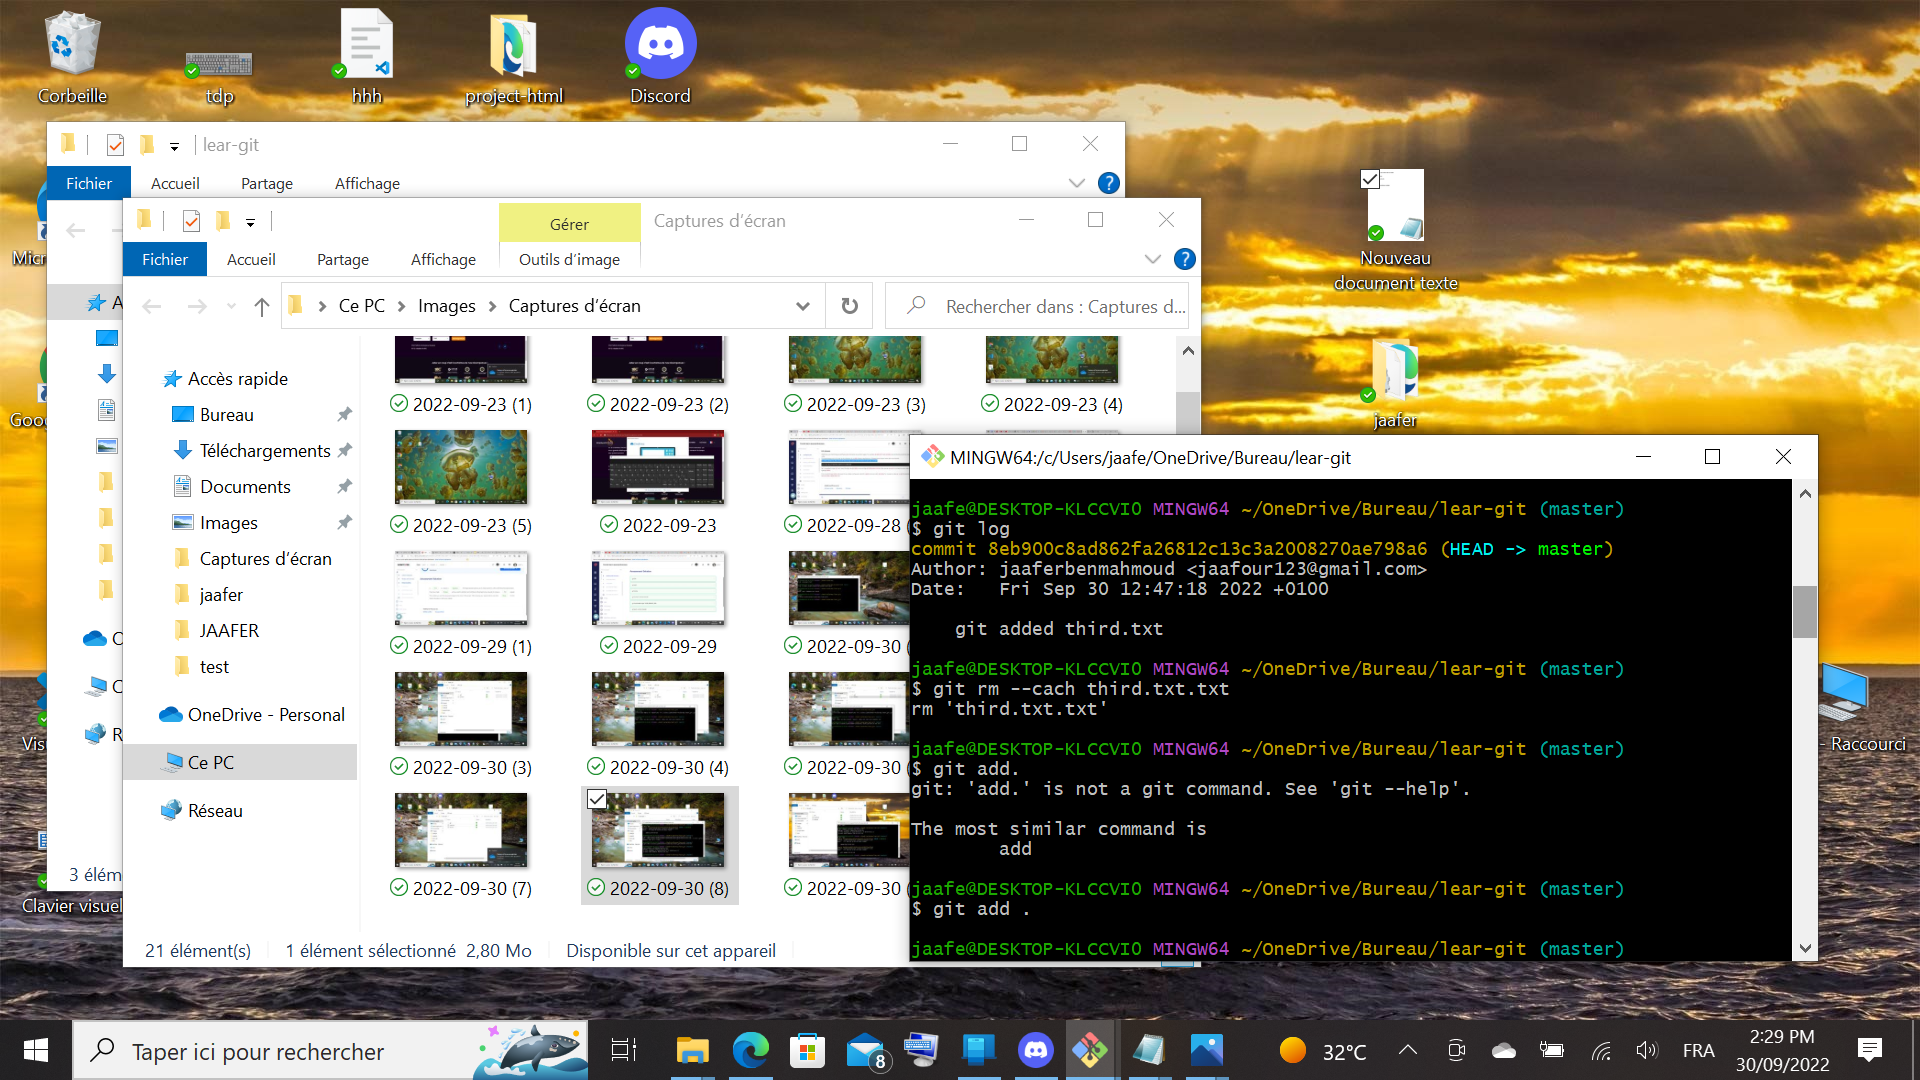 Corbeille
tdp
hhh
project-html
Discord
lear-git
Fichier
Accueil
Partage
Affichage
Gérer
Captures d'écran
Fichier
Accueil
Partage
Affichage
Outils d'image
Ce PC
Images
Captures d'écran
Rechercher dans : Captures d...
Accès rapide
Bureau
Téléchargements
Documents
Images
Captures d'écran
jaafer
JAAFER
test
OneDrive - Personal
Ce PC
Réseau
2022-09-23 (1)
2022-09-23 (2)
2022-09-23 (3)
2022-09-23 (4)
2022-09-23 (5)
2022-09-23
2022-09-28
2022-09-29 (1)
2022-09-29
2022-09-30
2022-09-30 (3)
2022-09-30 (4)
2022-09-30
2022-09-30 (7)
2022-09-30 (8)
2022-09-30
21 élément(s)
1 élément sélectionné 2,80 Mo
Disponible sur cet appareil
3 élém
Clavier visuel
Nouveau
document texte
jaafer
- Raccourci
MINGW64:/c/Users/jaafe/OneDrive/Bureau/lear-git
jaafe@DESKTOP-KLCCVIO MINGW64 ~/OneDrive/Bureau/lear-git (master)
$ git log
commit 8eb900c8ad862fa26812c13c3a2008270ae798a6 (HEAD -> master)
Author: jaaferbenmahmoud <jaafour123@gmail.com>
Date:   Fri Sep 30 12:47:18 2022 +0100
git added third.txt
jaafe@DESKTOP-KLCCVIO MINGW64 ~/OneDrive/Bureau/lear-git (master)
$ git rm --cach third.txt.txt
rm 'third.txt.txt'
jaafe@DESKTOP-KLCCVIO MINGW64 ~/OneDrive/Bureau/lear-git (master)
$ git add.
git: 'add.' is not a git command. See 'git --help'.
The most similar command is
add
jaafe@DESKTOP-KLCCVIO MINGW64 ~/OneDrive/Bureau/lear-git (master)
$ git add .
jaafe@DESKTOP-KLCCVIO MINGW64 ~/OneDrive/Bureau/lear-git (master)
Taper ici pour rechercher
8
32°C
FRA
2:29 PM
30/09/2022